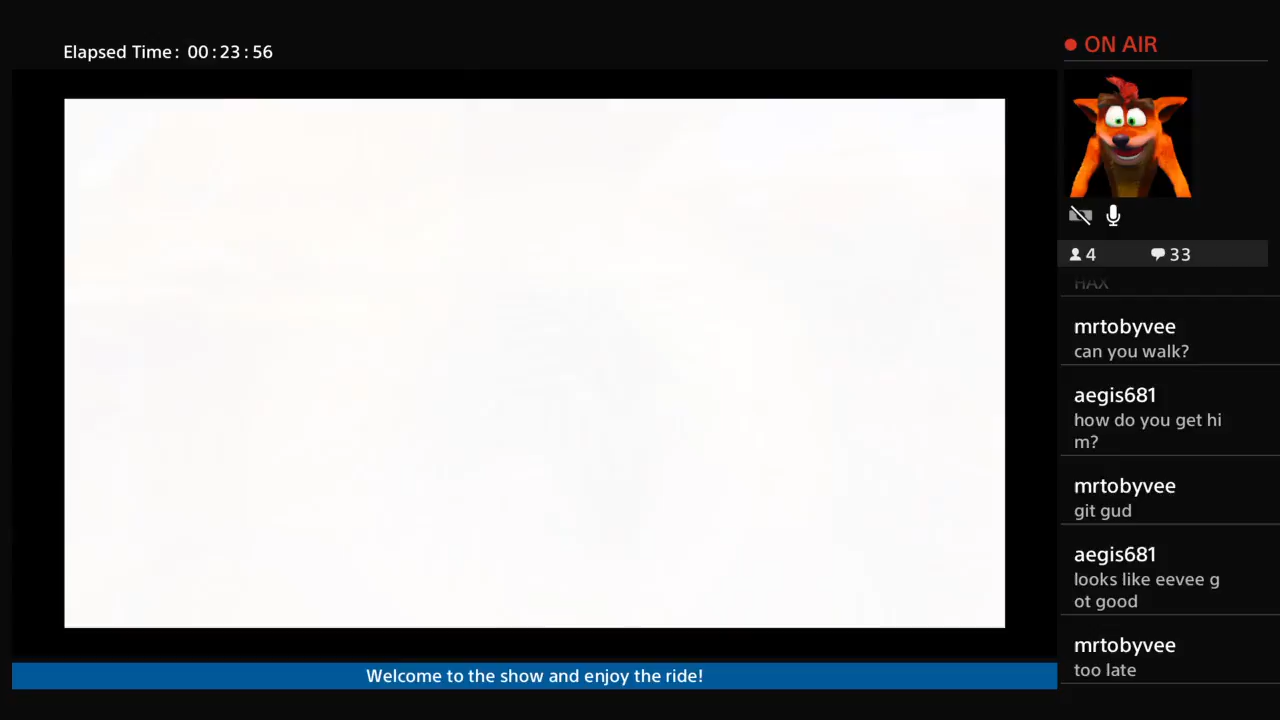 Elapsed Time: 00:23:56
ON AIR
4
33
HAX
mrtobyvee
can you walk?
aegis681
how do you get hi
m?
mrtobyvee
git gud
aegis681
looks like eevee g
ot good
mrtobyvee
too late
Welcome to the show and enjoy the ride!